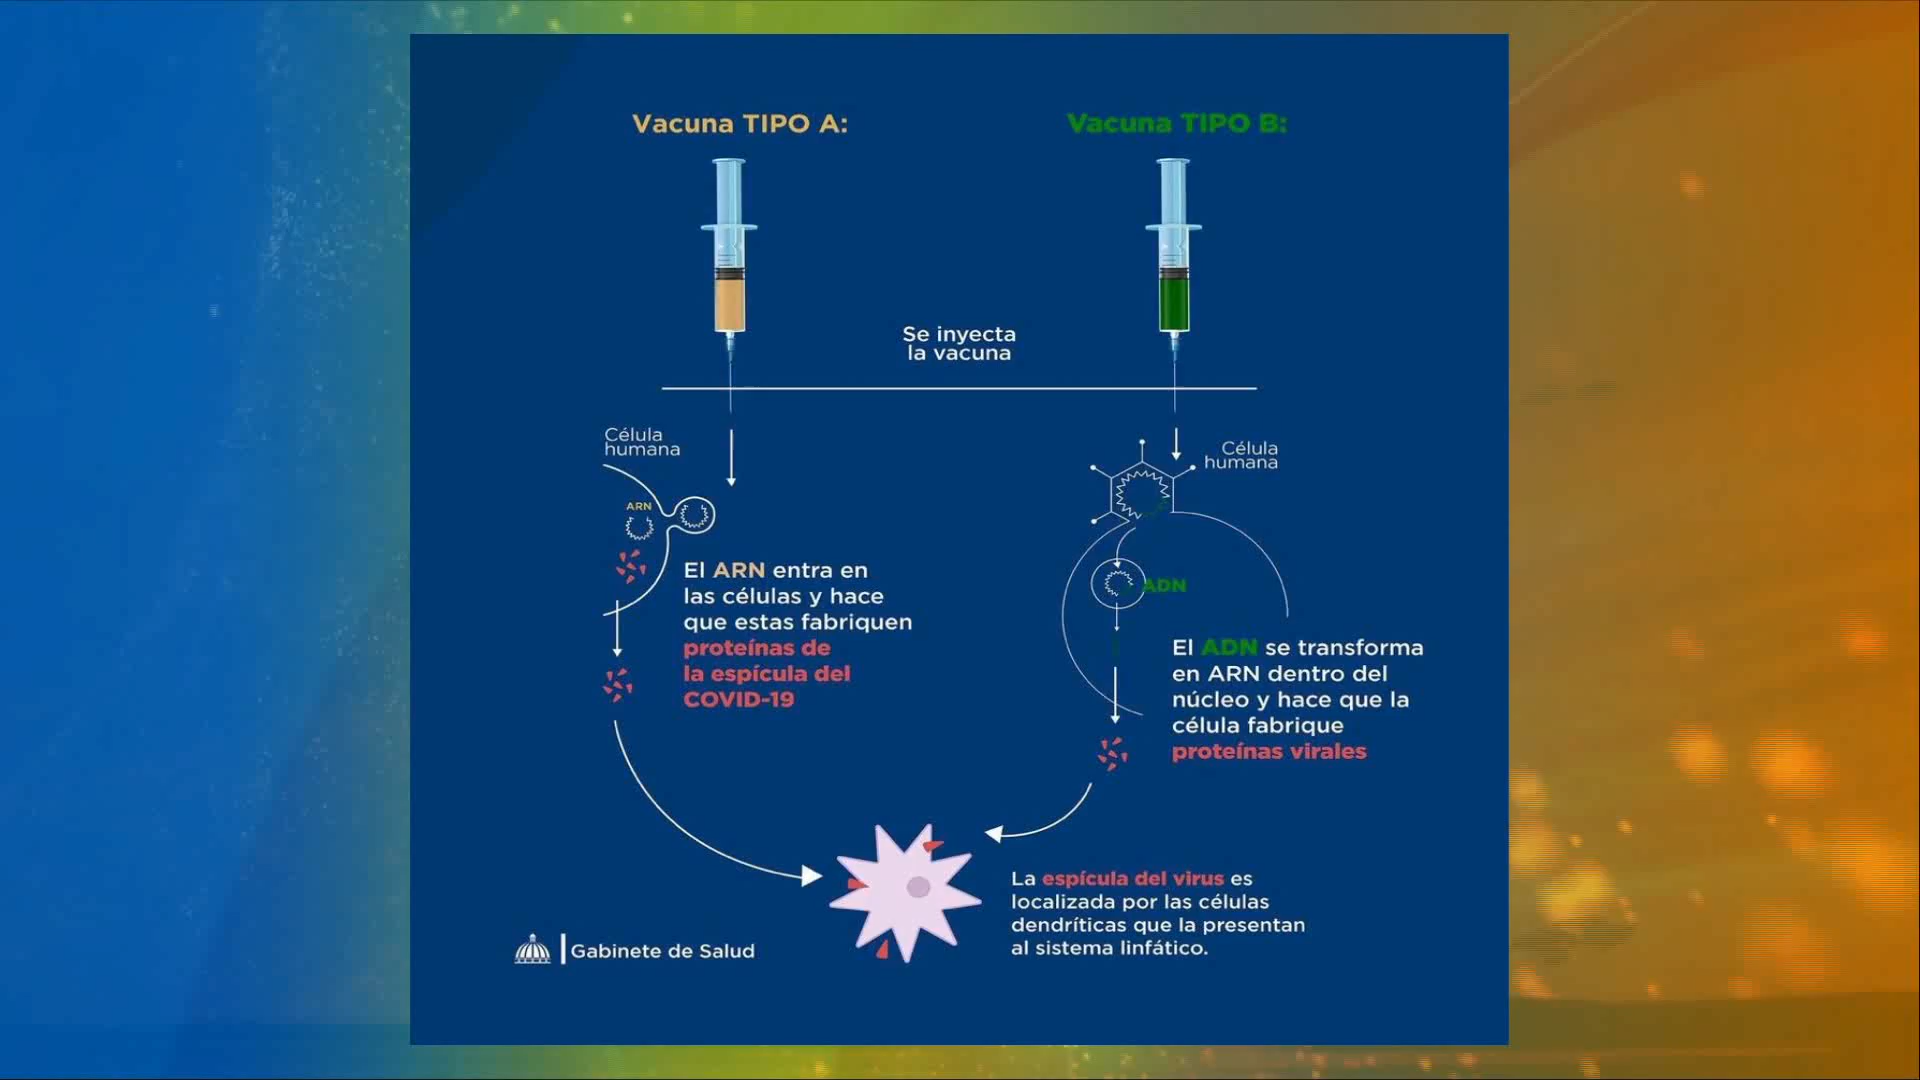 Vacuna TIPO A:
Vacuna TIPO B:
Se inyecta
la vacuna
Célula
humana
ARN
El ARN entra en
las células y hace
que estas fabriquen
proteínas de
la espícula del
COVID-19
Célula
humana
ADN
El ADN se transforma
en ARN dentro del
núcleo y hace que la
célula fabrique
proteínas virales
La espícula del virus es
localizada por las células
dendríticas que la presentan
al sistema linfático.
Gabinete de Salud